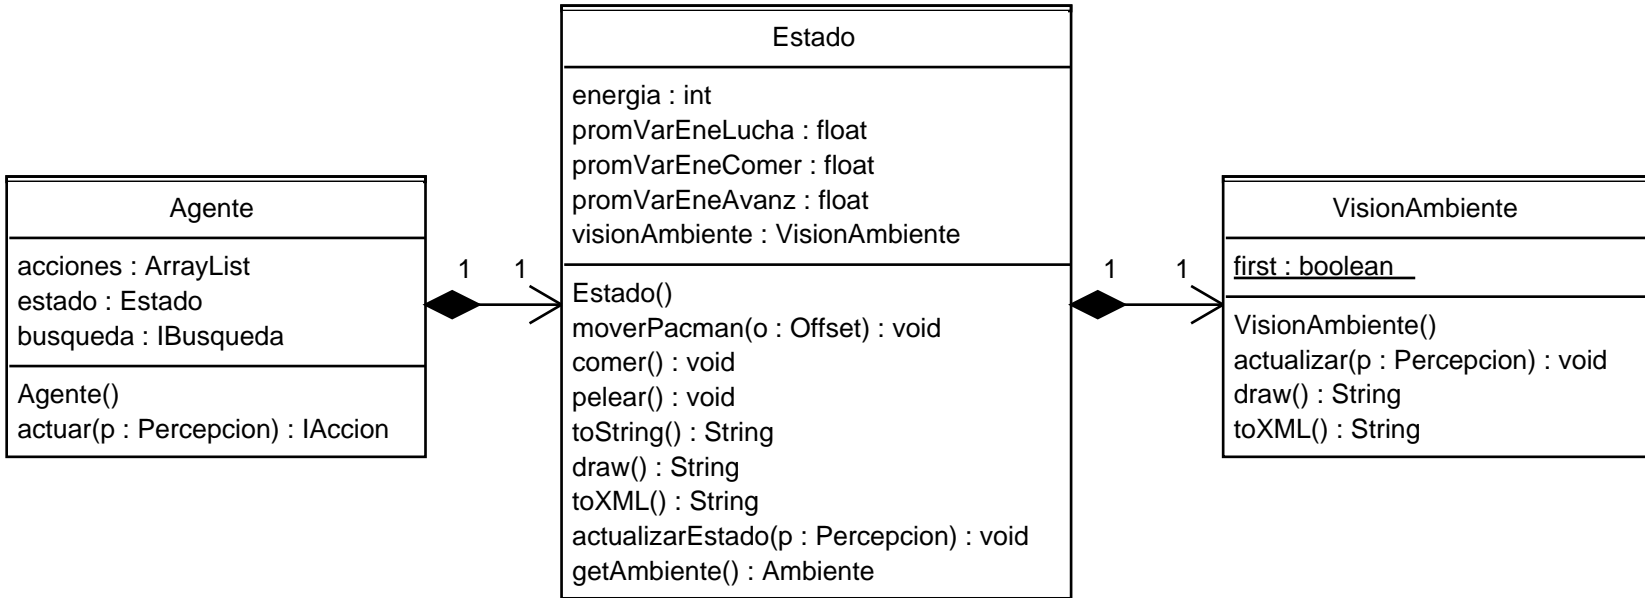 Agente
acciones : ArrayList
estado : Estado
busqueda : IBusqueda
Agente()
actuar(p : Percepcion) : IAccion
1
1
Estado
energia : int
promVarEneLucha : float
promVarEneComer : float
promVarEneAvanz : float
visionAmbiente : VisionAmbiente
Estado()
moverPacman(o : Offset) : void
comer() : void
pelear() : void
toString() : String
draw() : String
toXML() : String
actualizarEstado(p : Percepcion) : void
getAmbiente() : Ambiente
1
1
VisionAmbiente
first : boolean
VisionAmbiente()
actualizar(p : Percepcion) : void
draw() : String
toXML() : String